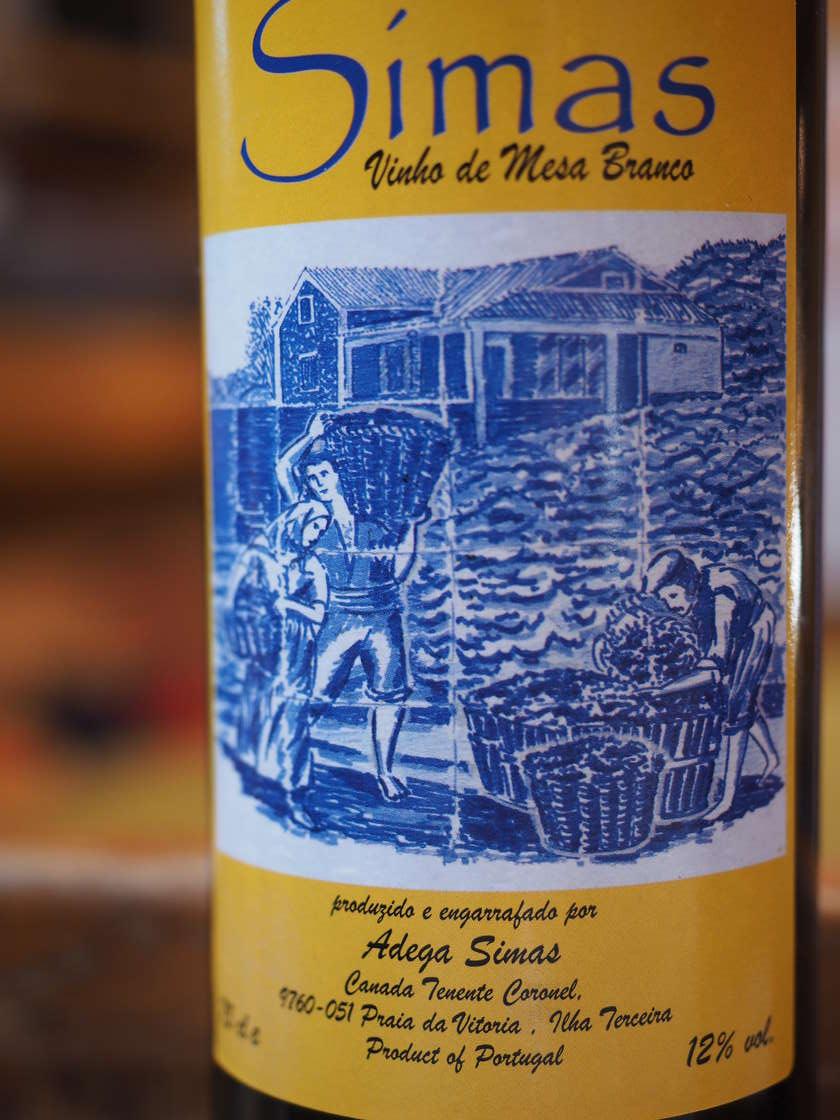 Simas
Vinho de Mesa Branco
produzido e engarrafado por
Adega Simas
Canada Tenente Coronel,
9760-051 Praia da Vitoria , Ilha Terceira
Product of Portugal
12% vol.